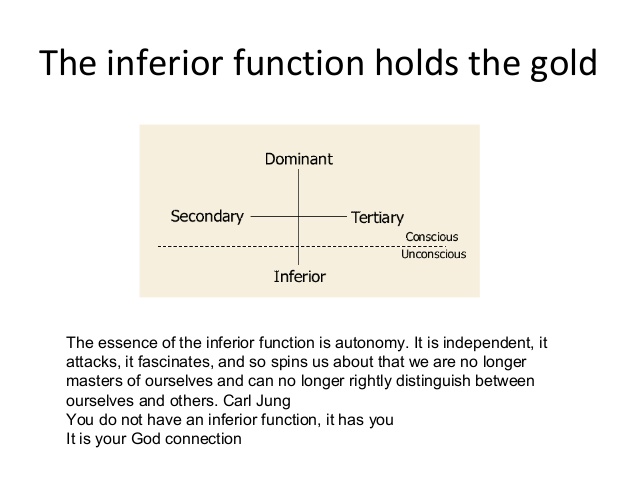 The inferior function holds the gold
Dominant
Secondary
Tertiary
Conscious
Unconscious
Inferior
The essence of the inferior function is autonomy. It is independent, it
attacks, it fascinates, and so spins us about that we are no longer
masters of ourselves and can no longer rightly distinguish between
ourselves and others. Carl Jung
You do not have an inferior function, it has you
It is your God connection